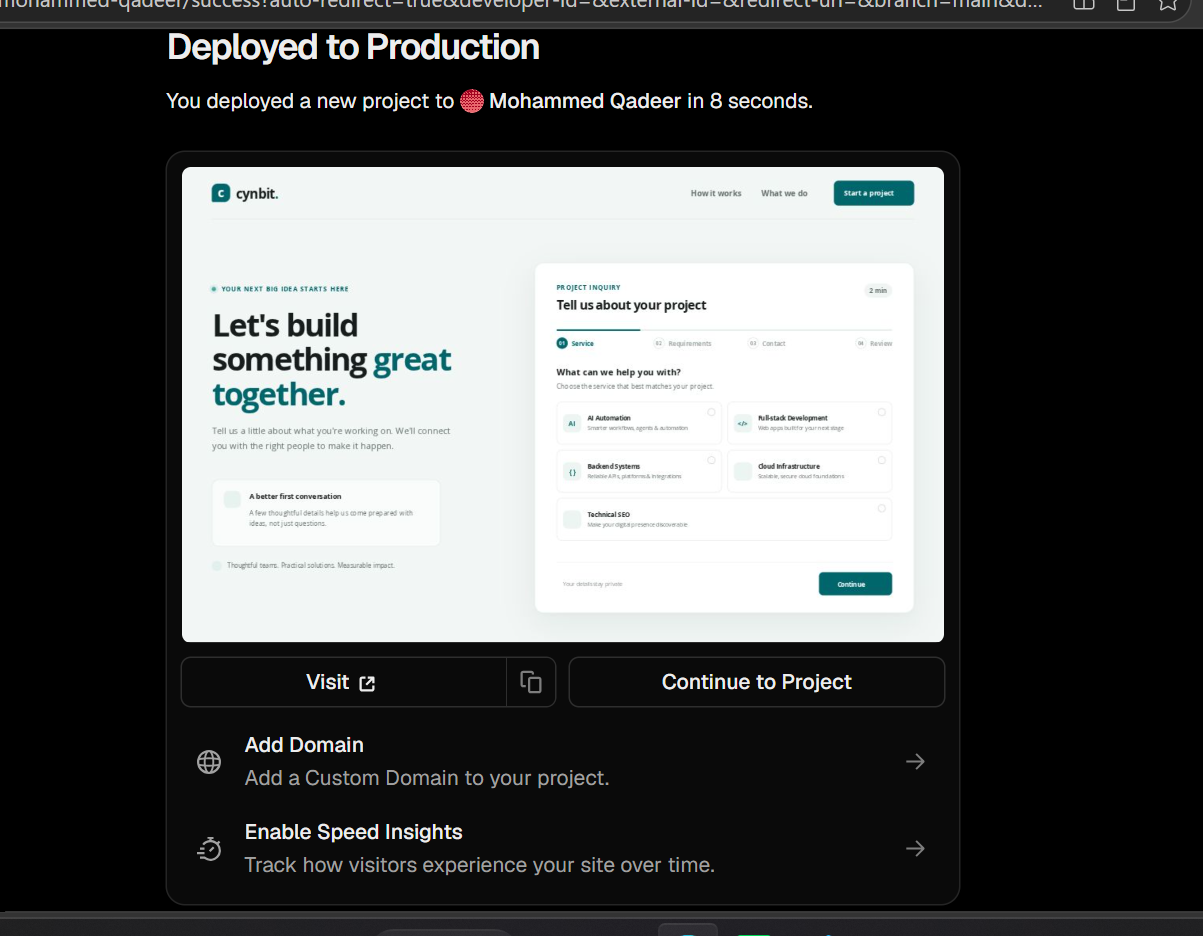 Deployed to Production
You deployed a new project to Mohammed Qadeer in 8 seconds.
c cynbit.
How it works
What we do
Start a project
YOUR NEXT BIG IDEA STARTS HERE
Let's build
something great
together.
Tell us a little about what you're working on. We'll connect
you with the right people to make it happen.
A better first conversation
A few thoughtful details help us come prepared with
ideas, not just questions.
Thoughtful teams. Practical solutions. Measurable impact.
PROJECT INQUIRY
2 min
Tell us about your project
01 Service
02 Requirements
03 Contact
04 Review
What can we help you with?
Choose the service that best matches your project.
AI
AI Automation
Smarter workflows, agents & automation
</>
Full-stack Development
Web apps built for your next stage
{}
Backend Systems
Reliable APIs, platforms & integrations
Cloud Infrastructure
Scalable, secure cloud foundations
Technical SEO
Make your digital presence discoverable
Your details stay private
Continue
Visit
Continue to Project
Add Domain
Add a Custom Domain to your project.
Enable Speed Insights
Track how visitors experience your site over time.